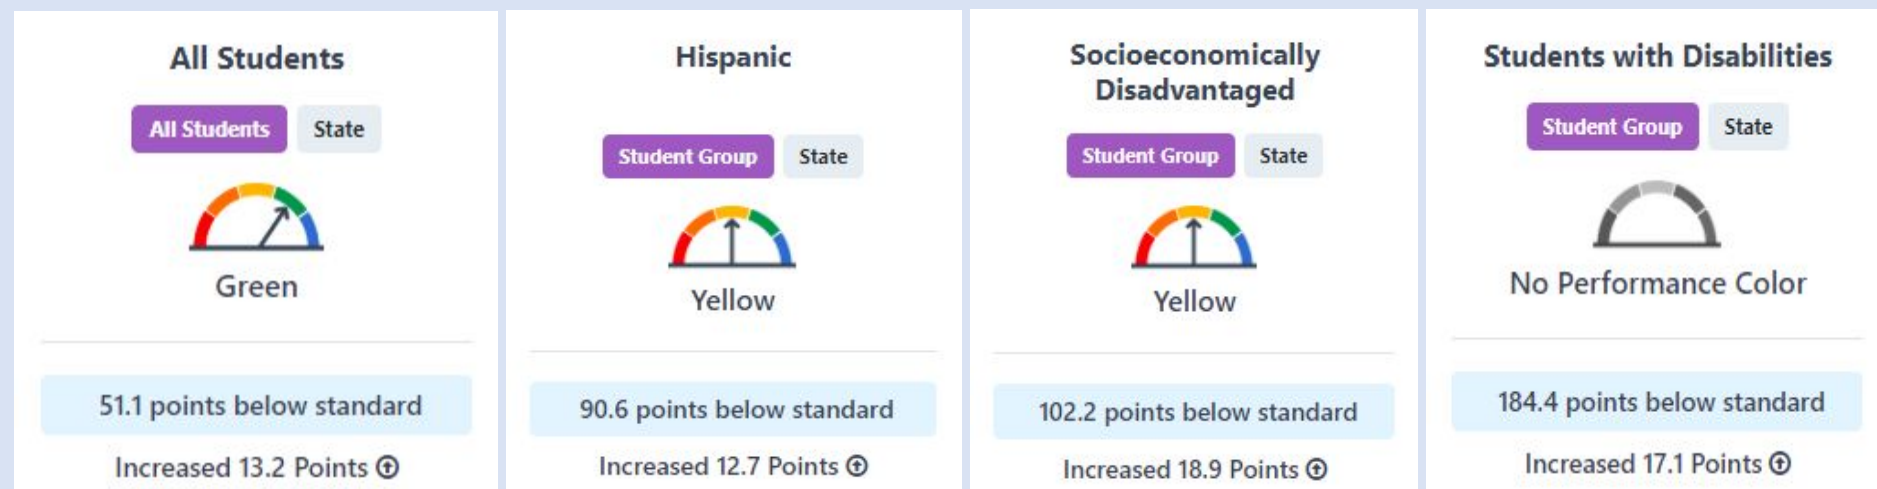 All Students
All Students State
Green
51.1 points below standard
Increased 13.2 Points
Hispanic
Student Group State
Yellow
90.6 points below standard
Increased 12.7 Points
Socioeconomically
Disadvantaged
Student Group State
Yellow
102.2 points below standard
Increased 18.9 Points
Students with Disabilities
Student Group State
No Performance Color
184.4 points below standard
Increased 17.1 Points